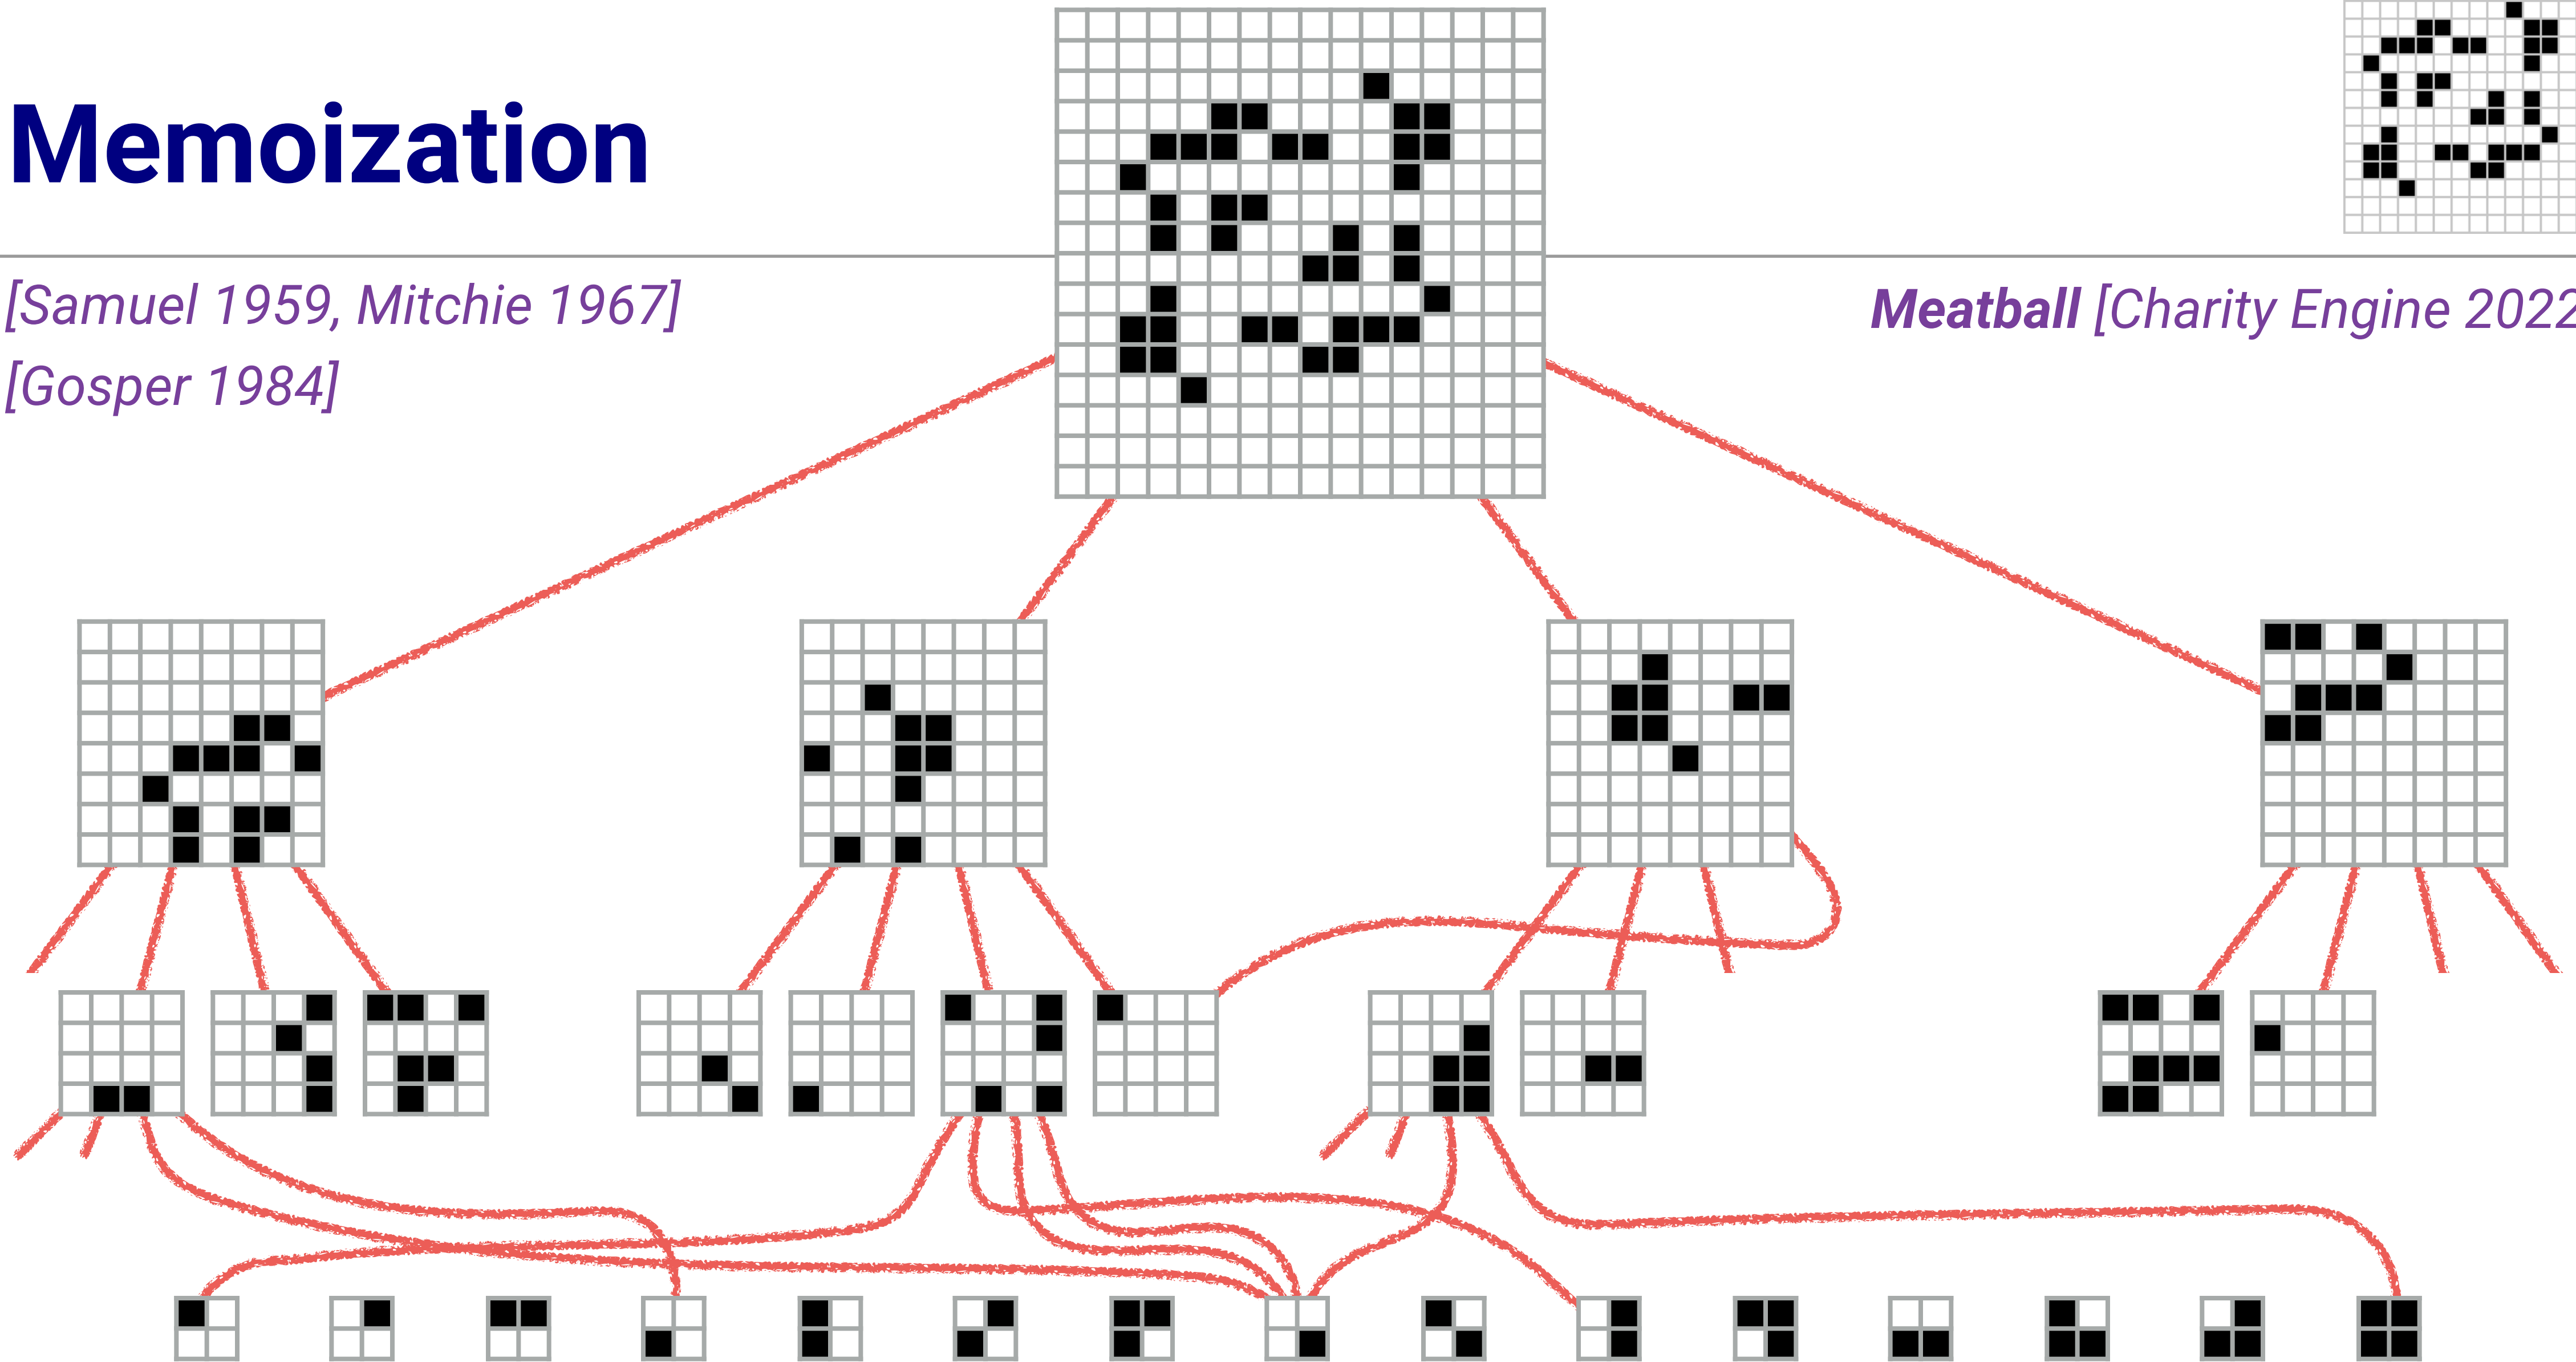 Memoization
[Samuel 1959, Mitchie 1967]
[Gosper 1984]
Meatball [Charity Engine 2022